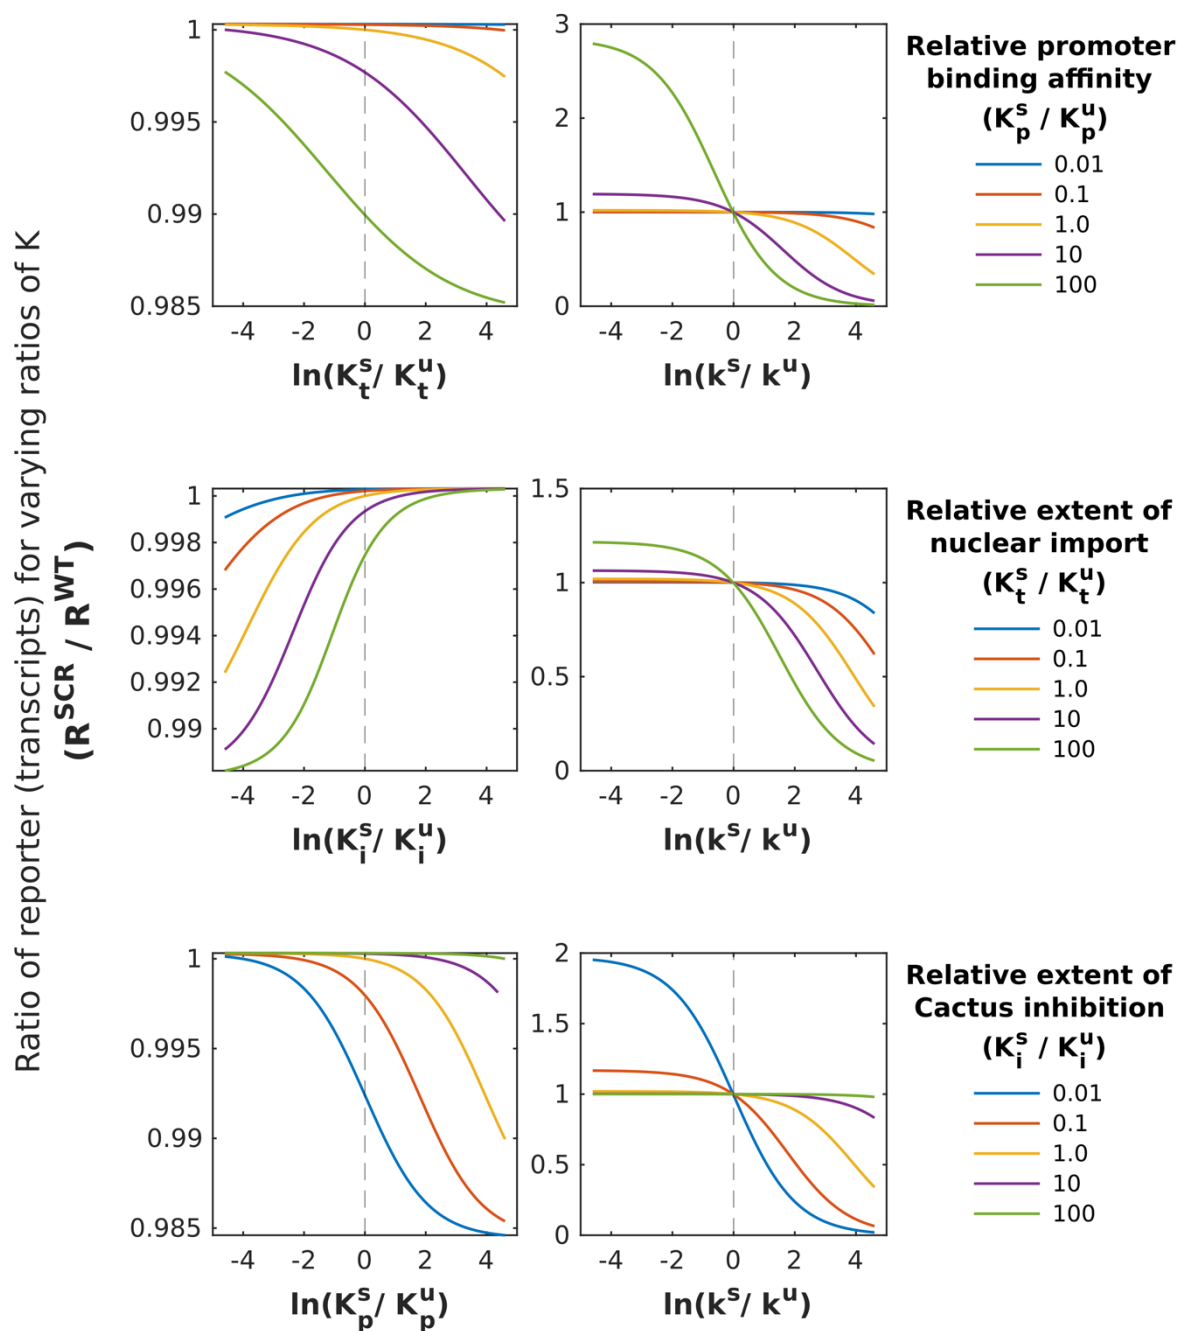 Ratio of reporter (transcripts) for varying ratios of K
(R^SCR / R^WT)
1
0.995
0.99
0.985
-4 -2 0 2 4
ln(K_t^s / K_t^u)
3
2
1
0
-4 -2 0 2 4
ln(k^s / k^u)
Relative promoter
binding affinity
(K_p^s / K_p^u)
0.01
0.1
1.0
10
100
1
0.998
0.996
0.994
0.992
0.99
-4 -2 0 2 4
ln(K_i^s / K_i^u)
1.5
1
0.5
0
-4 -2 0 2 4
ln(k^s / k^u)
Relative extent of
nuclear import
(K_t^s / K_t^u)
0.01
0.1
1.0
10
100
1
0.995
0.99
0.985
-4 -2 0 2 4
ln(K_p^s / K_p^u)
2
1.5
1
0.5
0
-4 -2 0 2 4
ln(k^s / k^u)
Relative extent of
Cactus inhibition
(K_i^s / K_i^u)
0.01
0.1
1.0
10
100